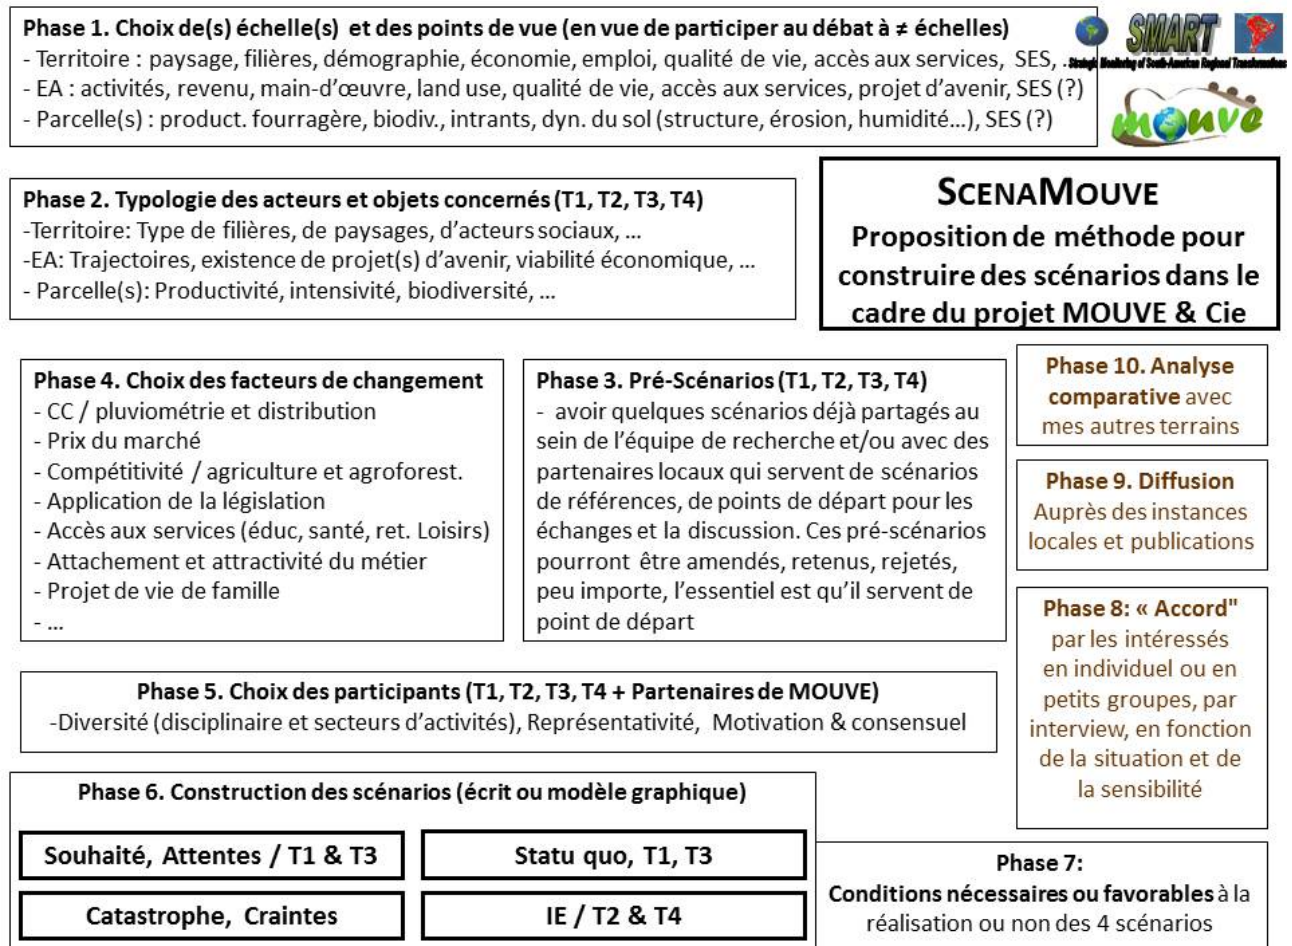 Phase 1. Choix de(s) échelle(s) et des points de vue (en vue de participer au débat à ≠ échelles)
- Territoire : paysage, filières, démographie, économie, emploi, qualité de vie, accès aux services, SES, ..
- EA : activités, revenu, main-d’œuvre, land use, qualité de vie, accès aux services, projet d’avenir, SES (?)
- Parcelle(s) : product. fourragère, biodiv., intrants, dyn. du sol (structure, érosion, humidité…), SES (?)
SMART
Strategic Monitoring of South-American Regional Transformations
mouve
Phase 2. Typologie des acteurs et objets concernés (T1, T2, T3, T4)
-Territoire: Type de filières, de paysages, d’acteurs sociaux, …
-EA: Trajectoires, existence de projet(s) d’avenir, viabilité économique, …
- Parcelle(s): Productivité, intensivité, biodiversité, …
SCENAMOUVE
Proposition de méthode pour
construire des scénarios dans le
cadre du projet MOUVE & Cie
Phase 4. Choix des facteurs de changement
- CC / pluviométrie et distribution
- Prix du marché
- Compétitivité / agriculture et agroforest.
- Application de la législation
- Accès aux services (éduc, santé, ret. Loisirs)
- Attachement et attractivité du métier
- Projet de vie de famille
- …
Phase 3. Pré-Scénarios (T1, T2, T3, T4)
- avoir quelques scénarios déjà partagés au
sein de l’équipe de recherche et/ou avec des
partenaires locaux qui servent de scénarios
de références, de points de départ pour les
échanges et la discussion. Ces pré-scénarios
pourront être amendés, retenus, rejetés,
peu importe, l’essentiel est qu’il servent de
point de départ
Phase 10. Analyse
comparative avec
mes autres terrains
Phase 9. Diffusion
Auprès des instances
locales et publications
Phase 8: « Accord"
par les intéressés
en individuel ou en
petits groupes, par
interview, en fonction
de la situation et de
la sensibilité
Phase 5. Choix des participants (T1, T2, T3, T4 + Partenaires de MOUVE)
-Diversité (disciplinaire et secteurs d’activités), Représentativité, Motivation & consensuel
Phase 6. Construction des scénarios (écrit ou modèle graphique)
Souhaité, Attentes / T1 & T3
Statu quo, T1, T3
Catastrophe, Craintes
IE / T2 & T4
Phase 7:
Conditions nécessaires ou favorables à la
réalisation ou non des 4 scénarios